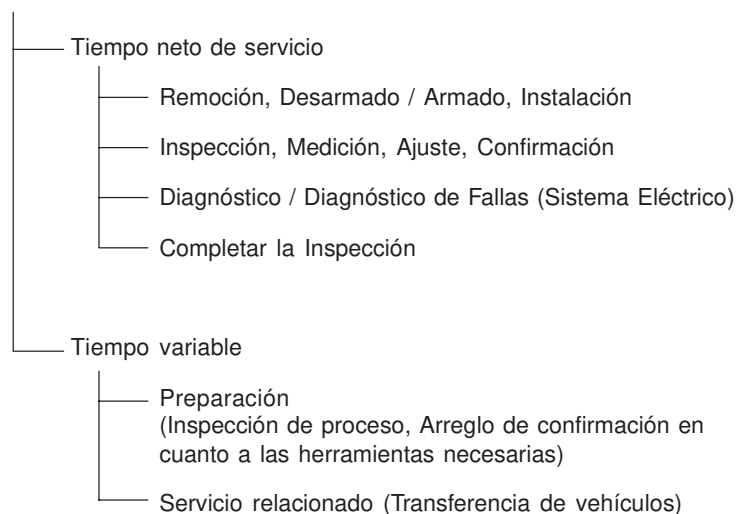 Tiempo neto de servicio
Remoción, Desarmado / Armado, Instalación
Inspección, Medición, Ajuste, Confirmación
Diagnóstico / Diagnóstico de Fallas (Sistema Eléctrico)
Completar la Inspección
Tiempo variable
Preparación
(Inspección de proceso, Arreglo de confirmación en
cuanto a las herramientas necesarias)
Servicio relacionado (Transferencia de vehículos)